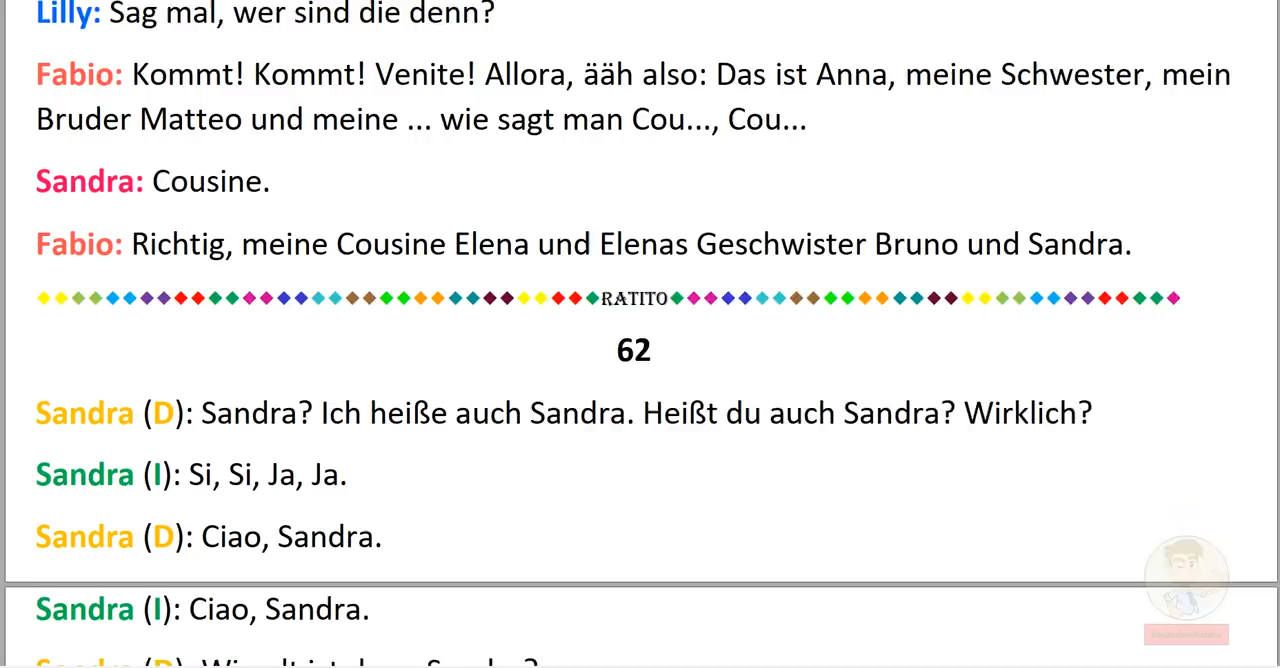 Lilly: Sag mal, wer sind die denn?
Fabio: Kommt! Kommt! Venite! Allora, ääh also: Das ist Anna, meine Schwester, mein
Bruder Matteo und meine ... wie sagt man Cou..., Cou...
Sandra: Cousine.
Fabio: Richtig, meine Cousine Elena und Elenas Geschwister Bruno und Sandra.
RATITO
62
Sandra (D): Sandra? Ich heiße auch Sandra. Heißt du auch Sandra? Wirklich?
Sandra (I): Si, Si, Ja, Ja.
Sandra (D): Ciao, Sandra.
Sandra (I): Ciao, Sandra.